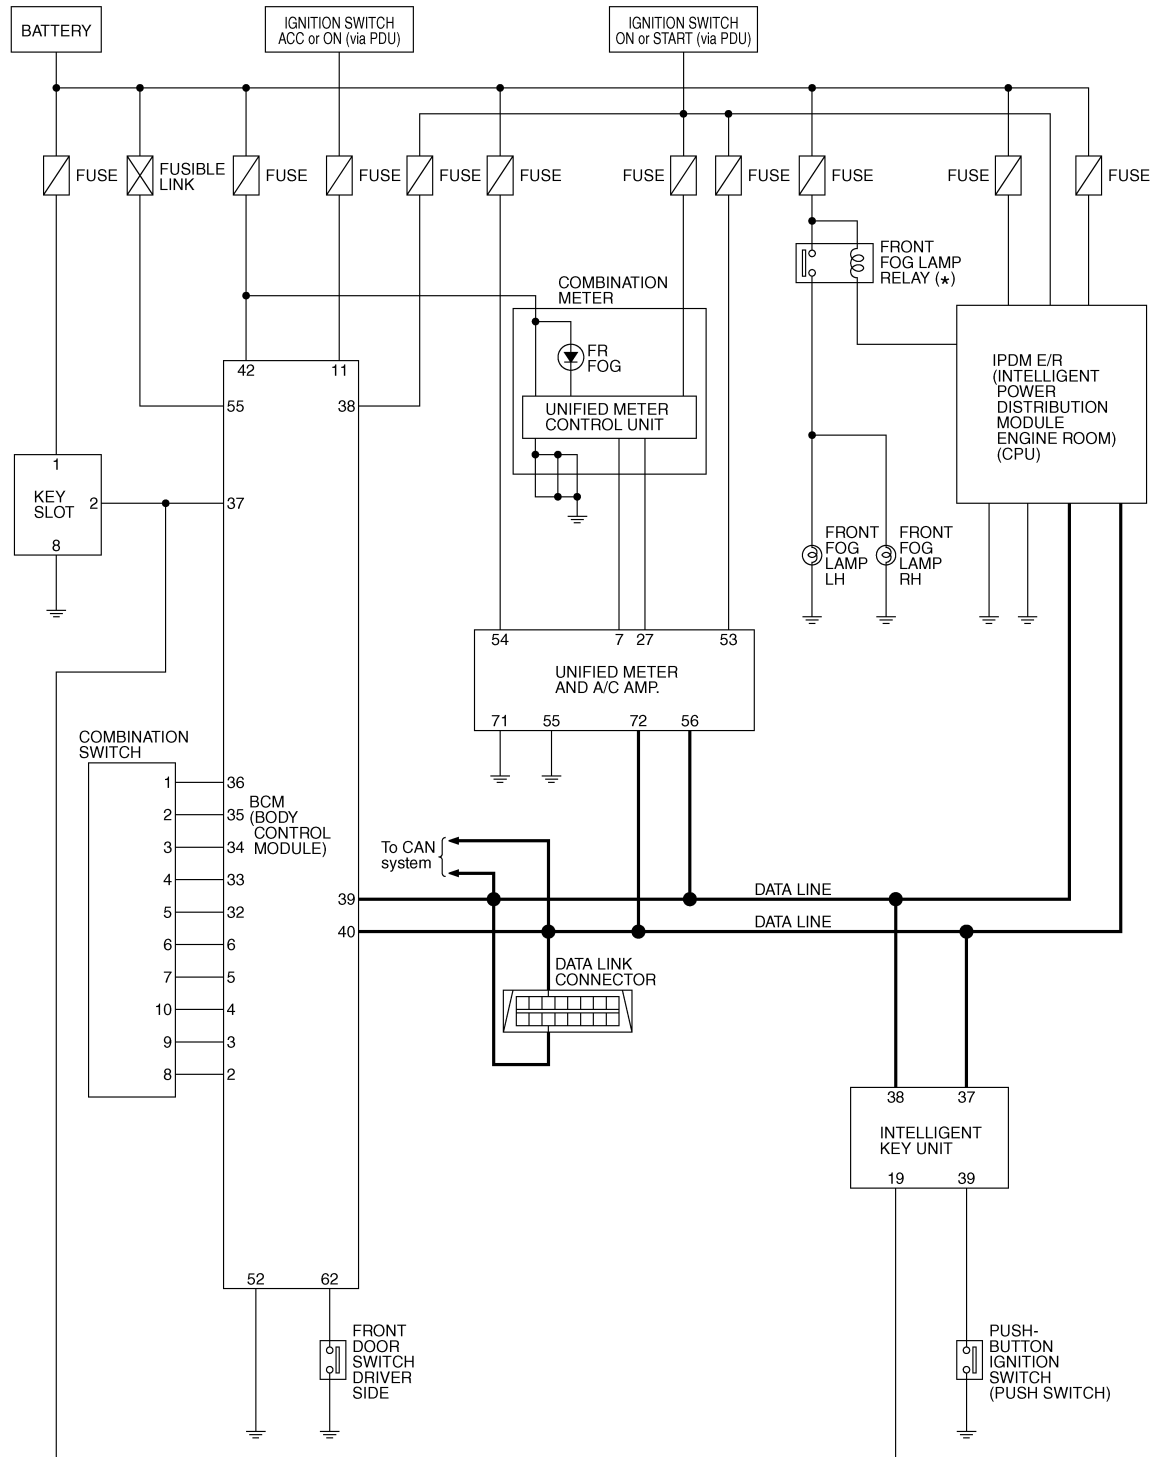 BATTERY
IGNITION SWITCH
ACC or ON (via PDU)
IGNITION SWITCH
ON or START (via PDU)
FUSE
FUSIBLE
LINK
FUSE
FUSE
FUSE
FUSE
FUSE
FUSE
FUSE
FUSE
FUSE
FRONT
FOG LAMP
RELAY (★)
COMBINATION
METER
FR
FOG
UNIFIED METER
CONTROL UNIT
IPDM E/R
(INTELLIGENT
POWER
DISTRIBUTION
MODULE
ENGINE ROOM)
(CPU)
42
11
55
38
1
KEY
SLOT
2
8
37
FRONT
FOG
LAMP
LH
FRONT
FOG
LAMP
RH
54
7
27
53
UNIFIED METER
AND A/C AMP.
71
55
72
56
COMBINATION
SWITCH
1
36
2
35
3
34
4
33
5
32
6
6
7
5
10
4
9
3
8
2
BCM
(BODY
CONTROL
MODULE)
To CAN
system
39
DATA LINE
40
DATA LINE
DATA LINK
CONNECTOR
38
37
INTELLIGENT
KEY UNIT
19
39
52
62
FRONT
DOOR
SWITCH
DRIVER
SIDE
PUSH-
BUTTON
IGNITION
SWITCH
(PUSH SWITCH)